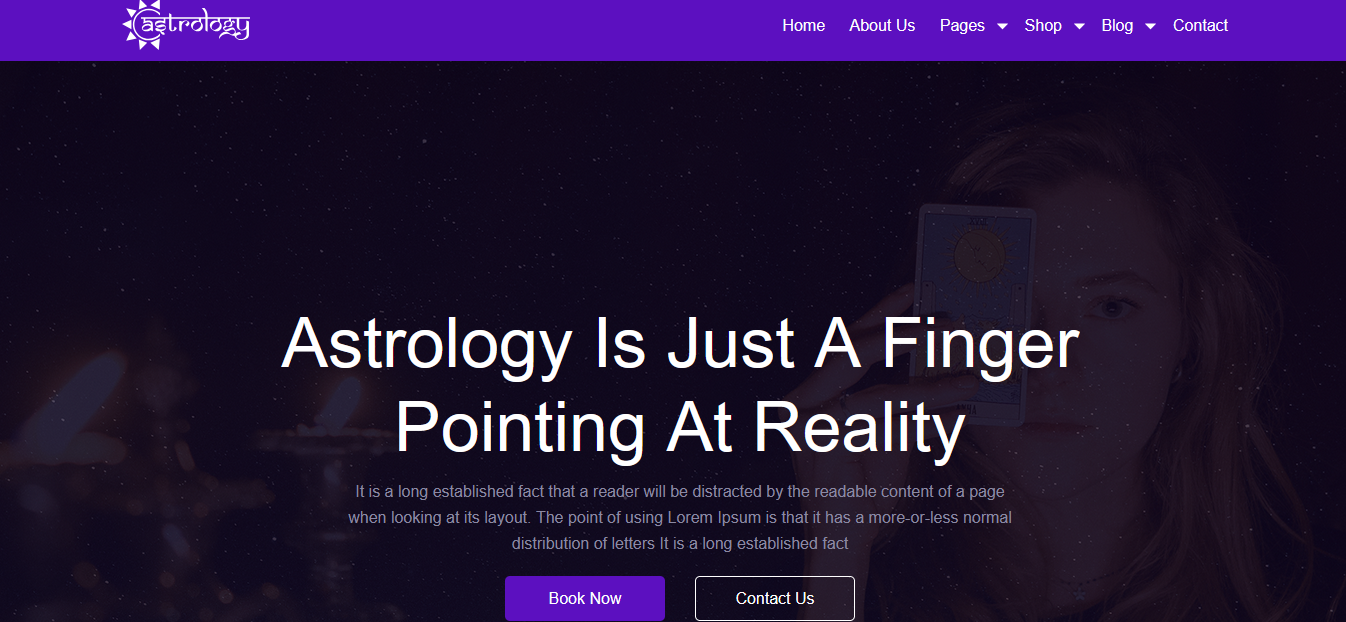 astrology
Home About Us Pages Shop Blog Contact
XVIII
Astrology Is Just A Finger
Pointing At Reality
It is a long established fact that a reader will be distracted by the readable content of a page
when looking at its layout. The point of using Lorem Ipsum is that it has a more-or-less normal
distribution of letters It is a long established fact
Book Now Contact Us